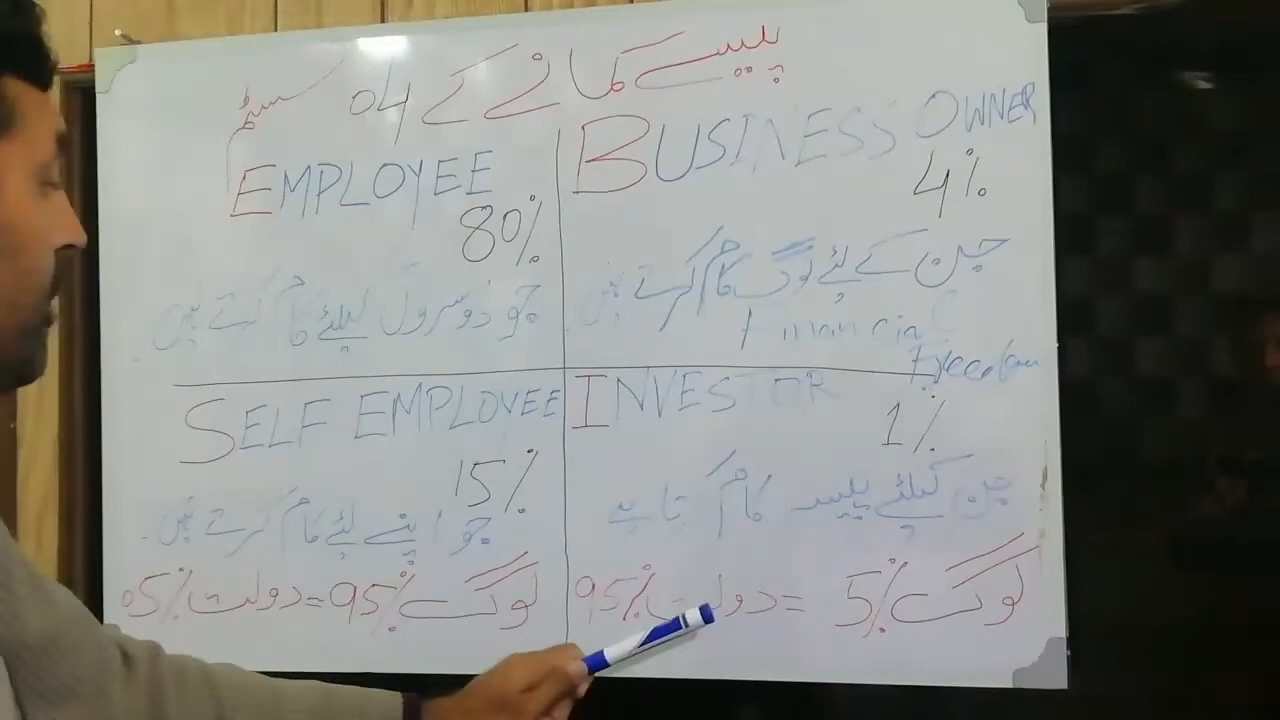 پیسے کمانے کے 04 سسٹم
EMPLOYEE
80%
جو دوسروں کیلئے کام کرتے ہیں۔
BUSINESS OWNER
4%
جن کے لئے لوگ کام کرتے ہیں
Financial
Freedom
SELF EMPLOYEE
15%
جو اپنے لئے کام کرتے ہیں۔
INVESTOR
1%
جن کیلئے پیسہ کام کرتا ہے
لوگ 95% = دولت 05%
لوگ 5% = دولت 95%